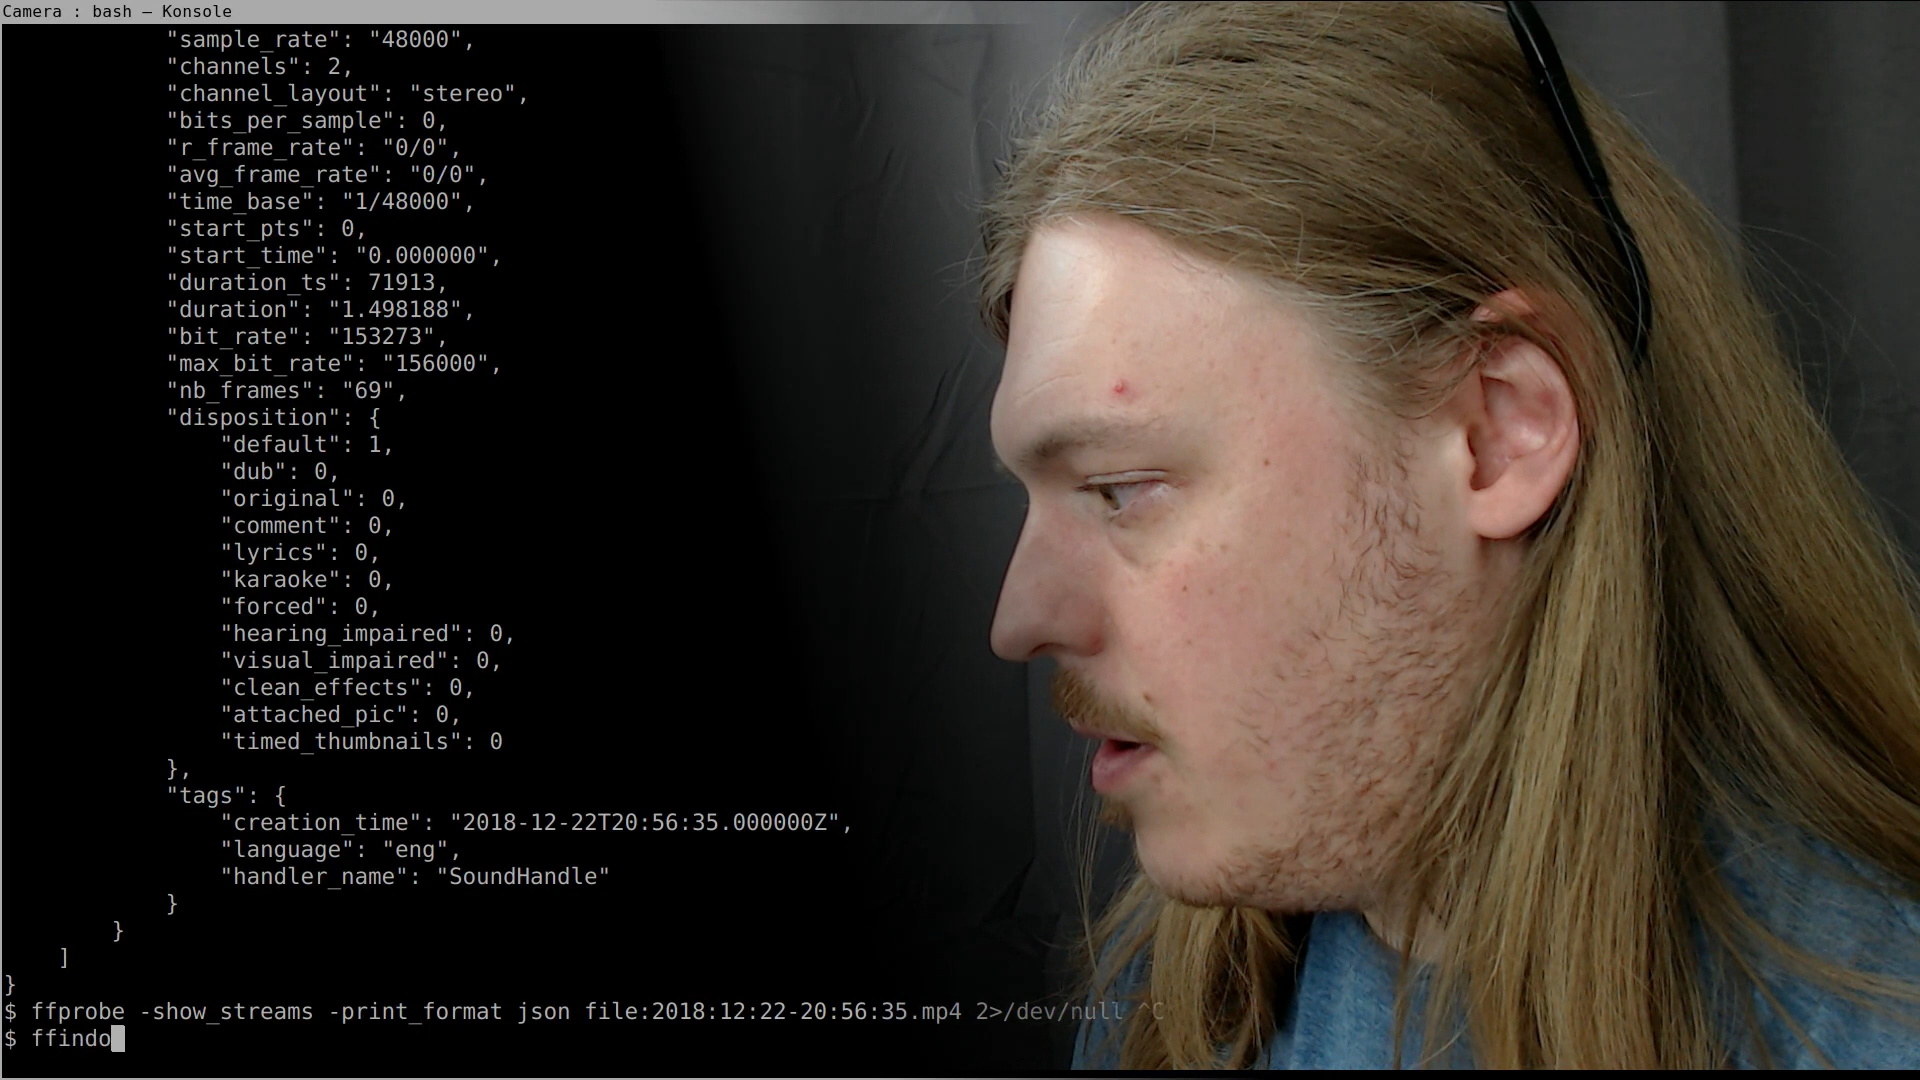 Camera : bash — Konsole
"sample_rate": "48000",
"channels": 2,
"channel_layout": "stereo",
"bits_per_sample": 0,
"r_frame_rate": "0/0",
"avg_frame_rate": "0/0",
"time_base": "1/48000",
"start_pts": 0,
"start_time": "0.000000",
"duration_ts": 71913,
"duration": "1.498188",
"bit_rate": "153273",
"max_bit_rate": "156000",
"nb_frames": "69",
"disposition": {
"default": 1,
"dub": 0,
"original": 0,
"comment": 0,
"lyrics": 0,
"karaoke": 0,
"forced": 0,
"hearing_impaired": 0,
"visual_impaired": 0,
"clean_effects": 0,
"attached_pic": 0,
"timed_thumbnails": 0
},
"tags": {
"creation_time": "2018-12-22T20:56:35.000000Z",
"language": "eng",
"handler_name": "SoundHandle"
}
}
]
}
$ ffprobe -show_streams -print_format json file:2018:12:22-20:56:35.mp4 2>/dev/null ^C
$ ffindo